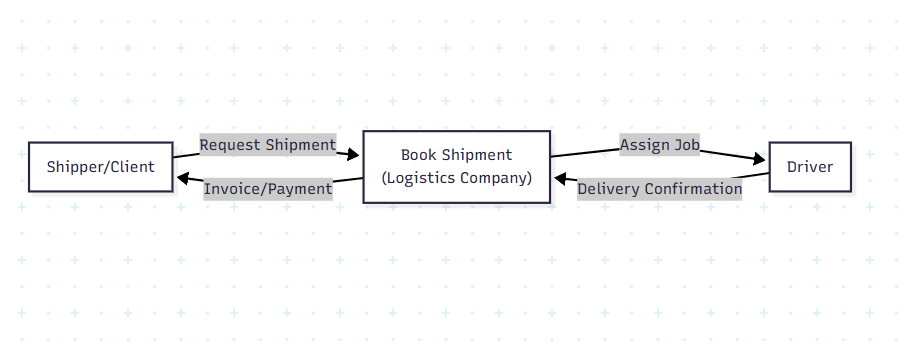 Shipper/Client
Request Shipment
Invoice/Payment
Book Shipment
(Logistics Company)
Assign Job
Delivery Confirmation
Driver